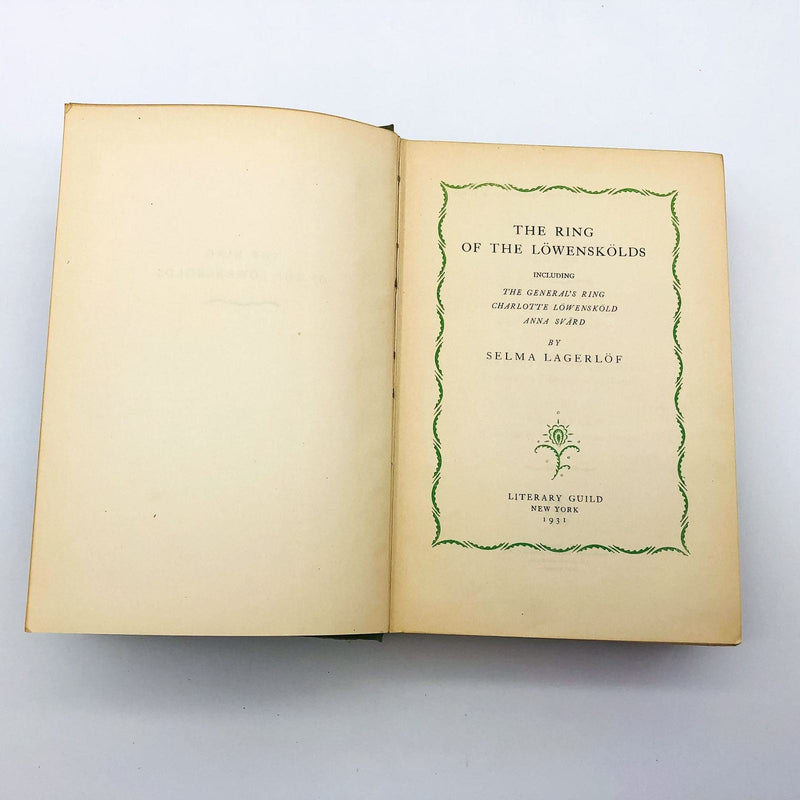 THE RING
OF THE LÖWENSKÖLDS
INCLUDING
THE GENERAL'S RING
CHARLOTTE LÖWENSKÖLD
ANNA SVÄRD
BY
SELMA LAGERLÖF
LITERARY GUILD
NEW YORK
1931